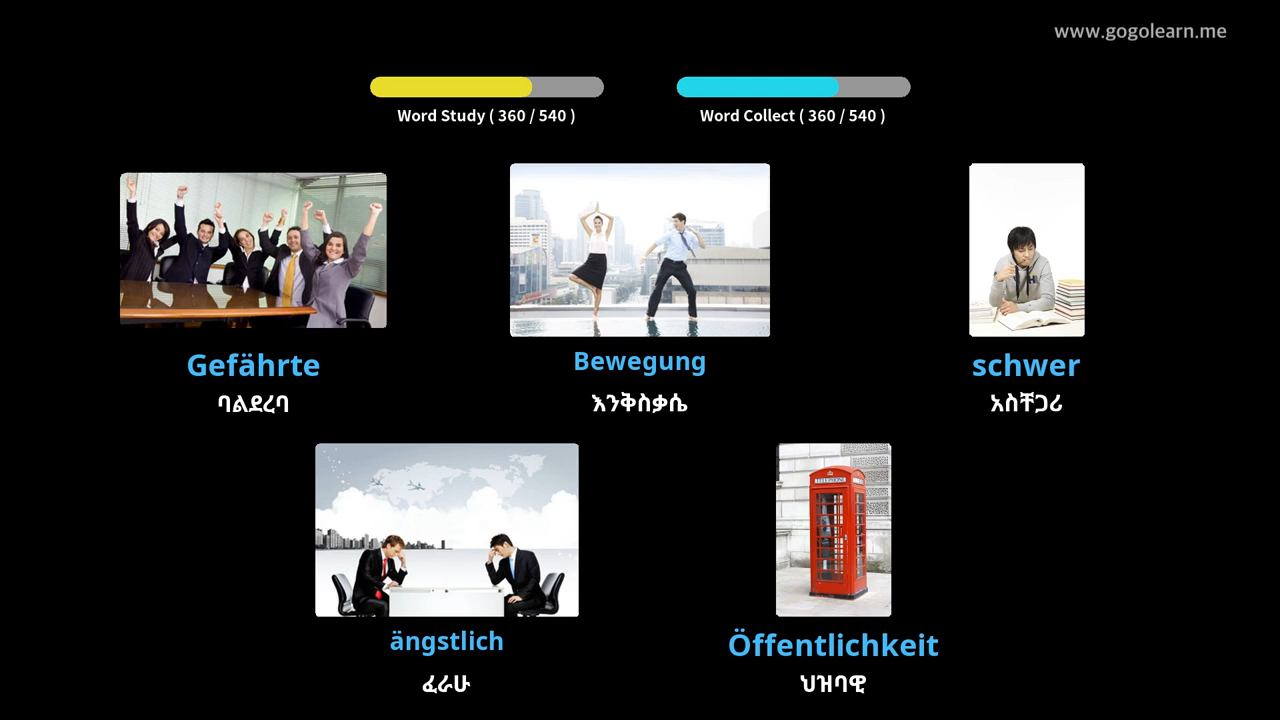 www.gogolearn.me
Word Study ( 360 / 540 )
Word Collect ( 360 / 540 )
Gefährte
ባልደረባ
Bewegung
እንቅስቃሴ
schwer
አስቸጋሪ
TELEPHONE
ängstlich
ፈራሁ
Öffentlichkeit
ህዝባዊ